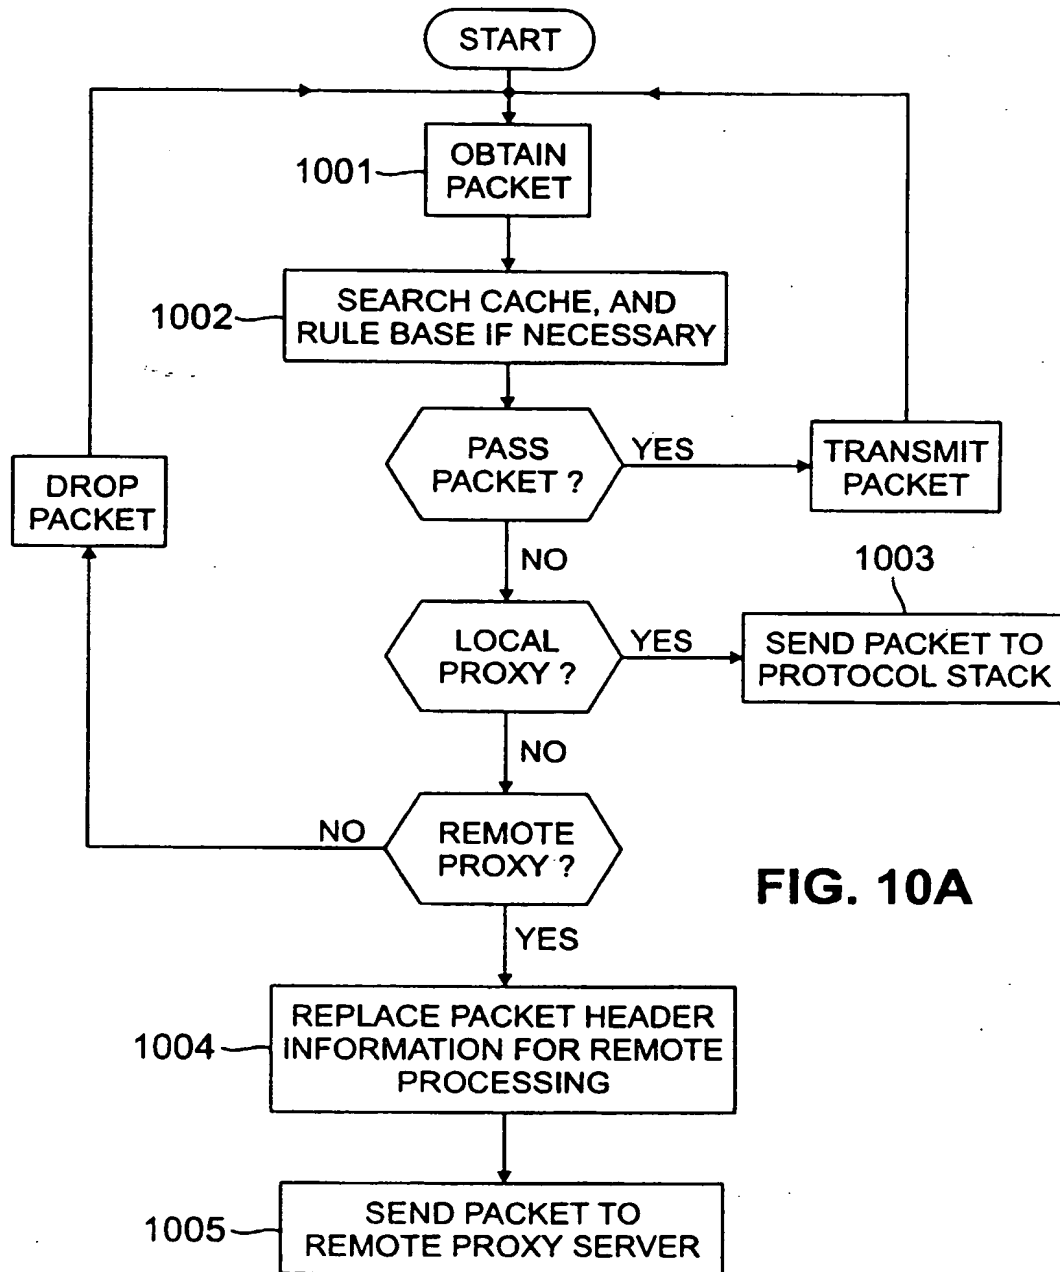 START
OBTAIN
PACKET
1001
SEARCH CACHE, AND
RULE BASE IF NECESSARY
1002
PASS
PACKET ?
YES
TRANSMIT
PACKET
DROP
PACKET
NO
1003
LOCAL
PROXY ?
YES
SEND PACKET TO
PROTOCOL STACK
NO
REMOTE
PROXY ?
NO
FIG. 10A
YES
REPLACE PACKET HEADER
INFORMATION FOR REMOTE
PROCESSING
1004
SEND PACKET TO
REMOTE PROXY SERVER
1005